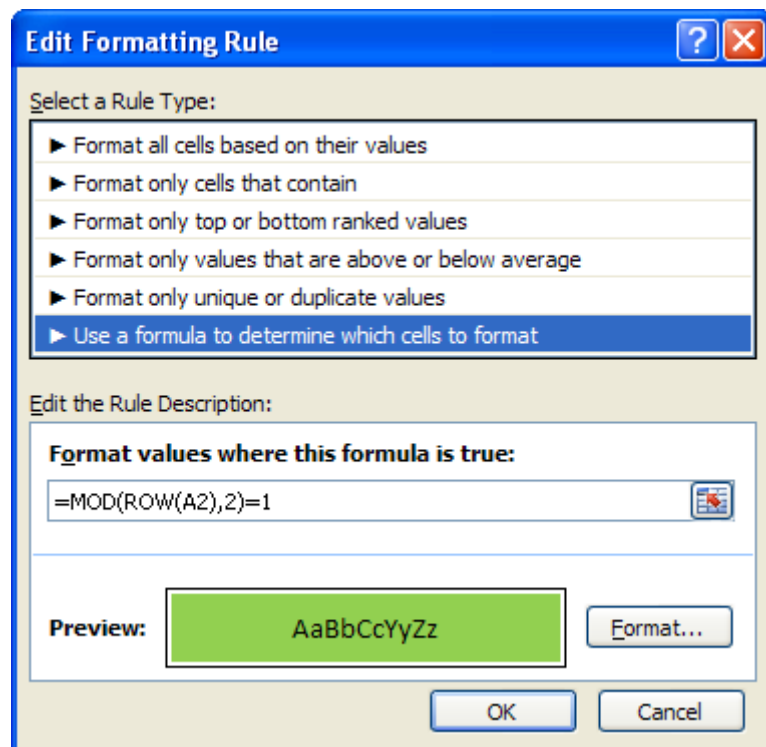 Edit Formatting Rule
?
Select a Rule Type:
► Format all cells based on their values
► Format only cells that contain
► Format only top or bottom ranked values
► Format only values that are above or below average
► Format only unique or duplicate values
► Use a formula to determine which cells to format
Edit the Rule Description:
Format values where this formula is true:
=MOD(ROW(A2),2)=1
Preview: AaBbCcYyZz Format...
OK Cancel